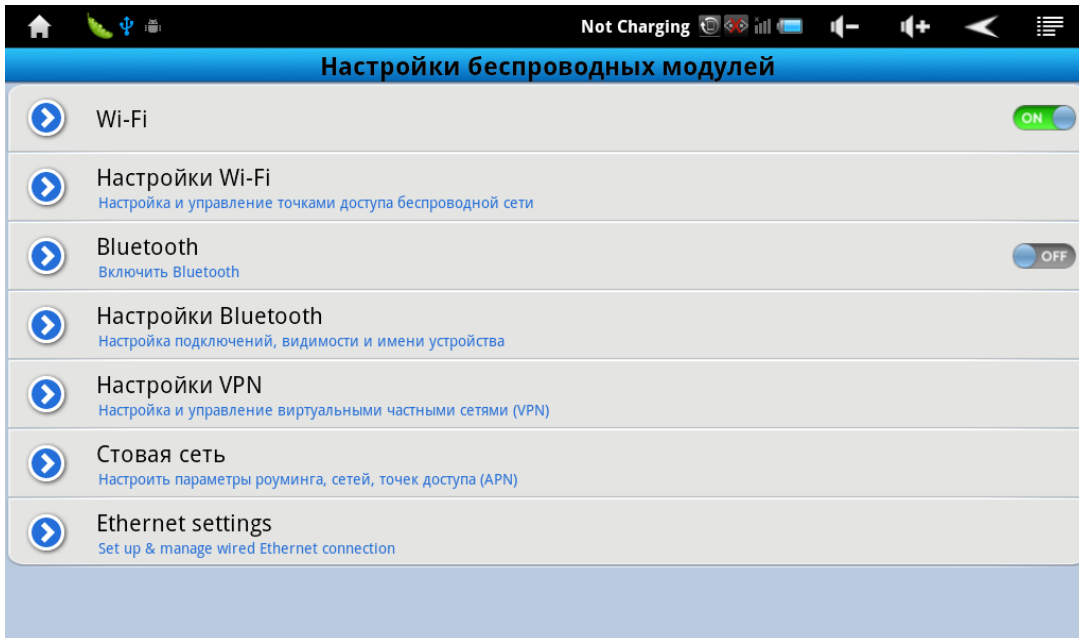 Not Charging
Настройки беспроводных модулей
Wi-Fi
ON
Настройки Wi-Fi
Настройка и управление точками доступа беспроводной сети
Bluetooth
OFF
Включить Bluetooth
Настройки Bluetooth
Настройка подключений, видимости и имени устройства
Настройки VPN
Настройка и управление виртуальными частными сетями (VPN)
Стовая сеть
Настроить параметры роуминга, сетей, точек доступа (APN)
Ethernet settings
Set up & manage wired Ethernet connection